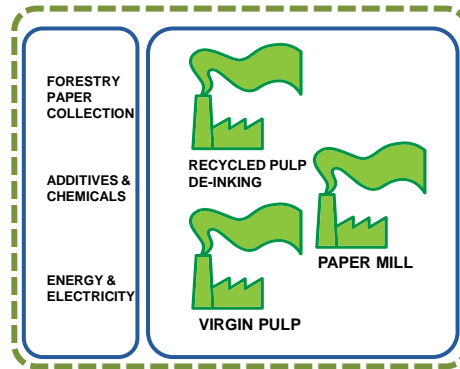 FORESTRY
PAPER
COLLECTION
ADDITIVES &
CHEMICALS
ENERGY &
ELECTRICITY
RECYCLED PULP
DE-INKING
PAPER MILL
VIRGIN PULP